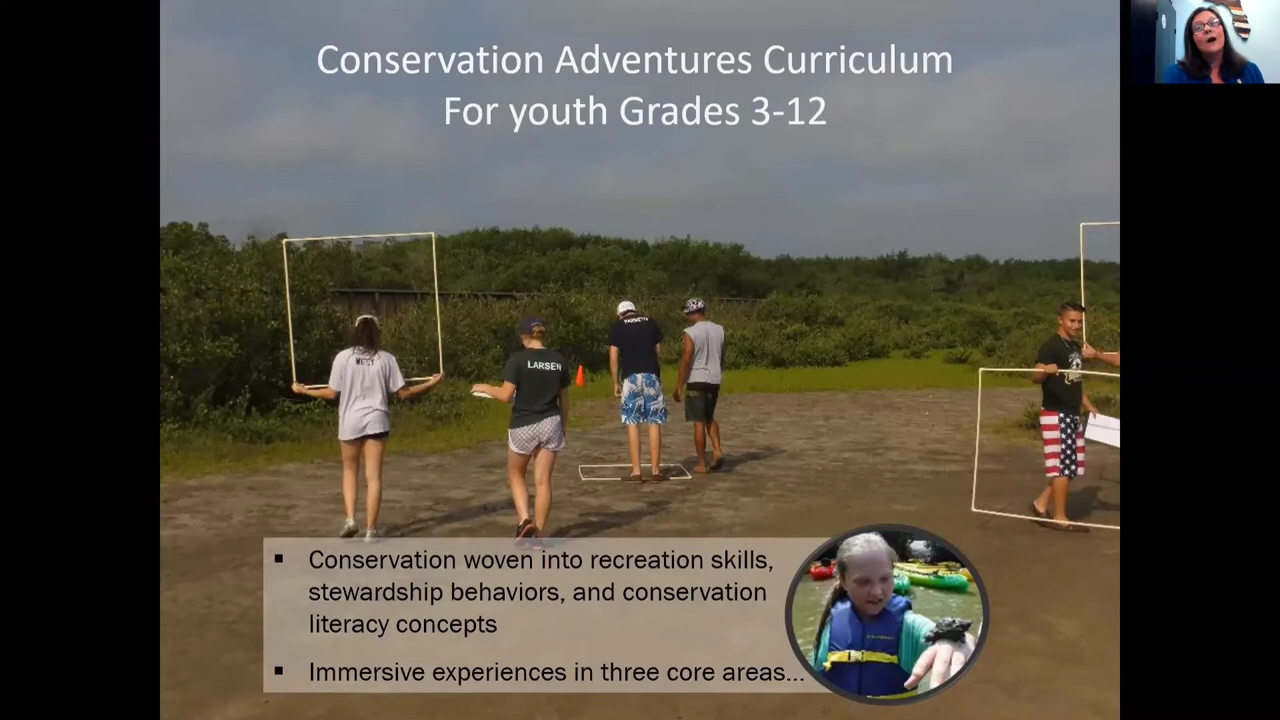 Conservation Adventures Curriculum
For youth Grades 3-12
LARSEN
▪ Conservation woven into recreation skills,
stewardship behaviors, and conservation
literacy concepts
▪ Immersive experiences in three core areas...